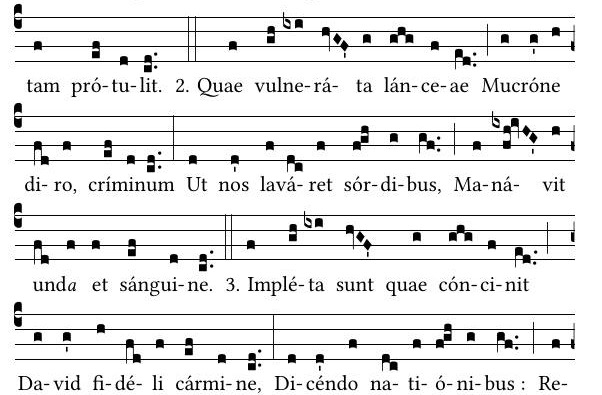 tam pró-tu-lit. 2. Quae vulne-rá-ta lán-ce-ae Mucróne
di-ro, críminum Ut nos lavá-ret sór-di-bus, Ma-ná-vit
unda et sángui-ne. 3. Implé-ta sunt quae cón-ci-nit
Da-vid fi-dé-li cármi-ne, Di-céndo na-ti-ó-ni-bus : Re-